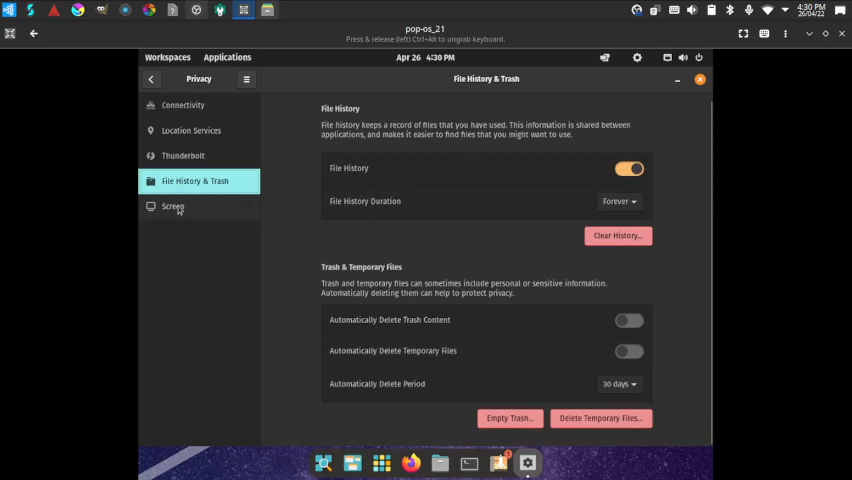 4:30 PM
26/04/22
pop-os_21
Press & release (left) Ctrl+Alt to ungrab keyboard.
Workspaces Applications Apr 26 4:30 PM
Privacy
File History & Trash
Connectivity
Location Services
Thunderbolt
File History & Trash
Screen
File History
File history keeps a record of files that you have used. This information is shared between
applications, and makes it easier to find files that you might want to use.
File History
File History Duration Forever
Clear History...
Trash & Temporary Files
Trash and temporary files can sometimes include personal or sensitive information.
Automatically deleting them can help to protect privacy.
Automatically Delete Trash Content
Automatically Delete Temporary Files
Automatically Delete Period 30 days
Empty Trash... Delete Temporary Files...
1